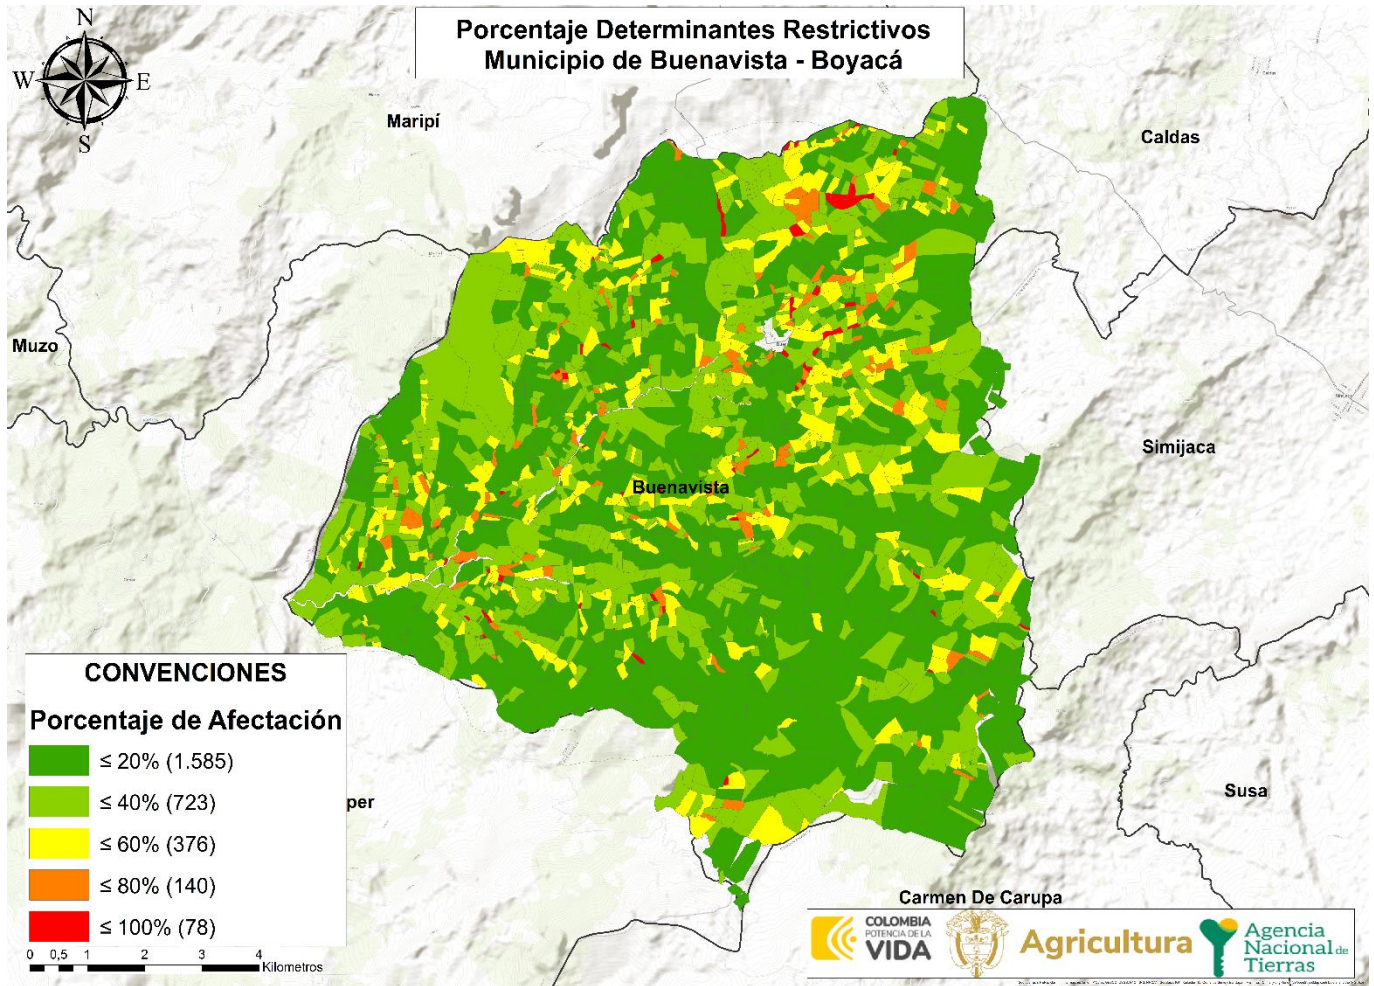 Porcentaje Determinantes Restrictivos
Municipio de Buenavista - Boyacá
N
W E
S
Maripí
Caldas
Muzo
Simijaca
Buenavista
CONVENCIONES
Porcentaje de Afectación
≤ 20% (1.585)
≤ 40% (723)
≤ 60% (376)
≤ 80% (140)
≤ 100% (78)
per
Susa
Carmen De Carupa
0 0,5 1 2 3 4
Kilometros
COLOMBIA
POTENCIA DE LA
VIDA
Agricultura
Agencia
Nacional de
Tierras